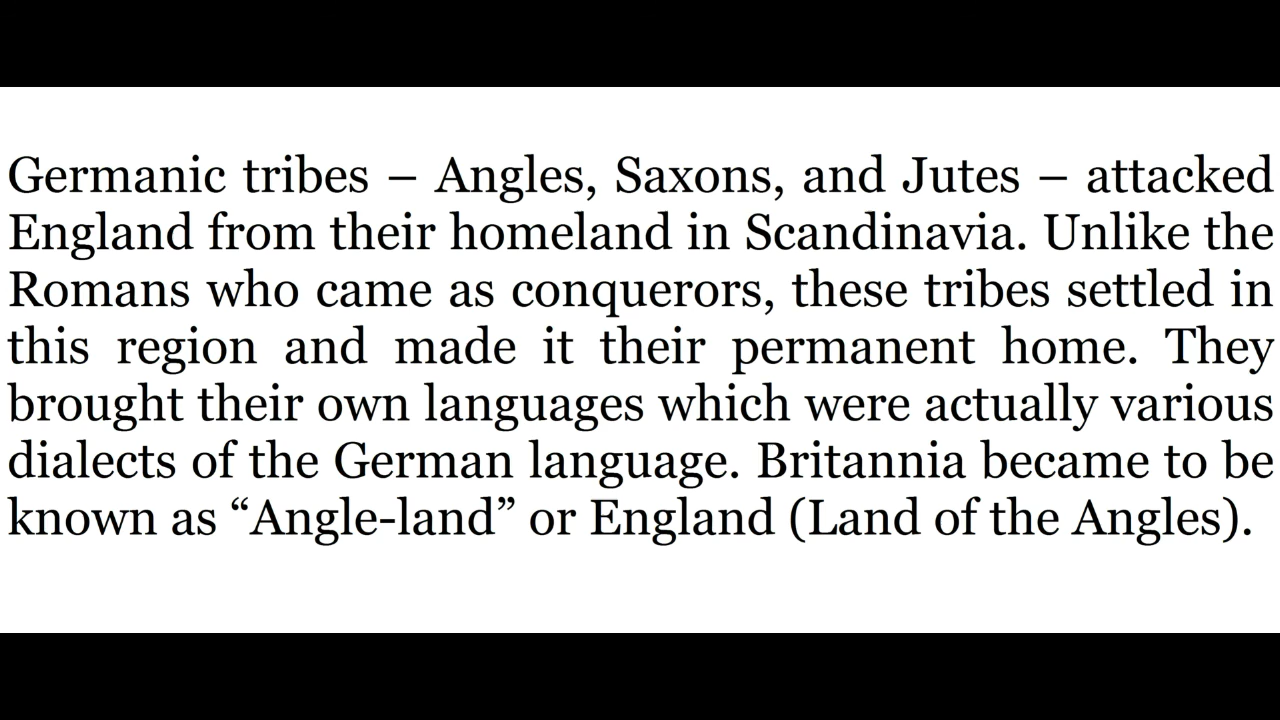 Germanic tribes – Angles, Saxons, and Jutes – attacked
England from their homeland in Scandinavia. Unlike the
Romans who came as conquerors, these tribes settled in
this region and made it their permanent home. They
brought their own languages which were actually various
dialects of the German language. Britannia became to be
known as “Angle-land” or England (Land of the Angles).